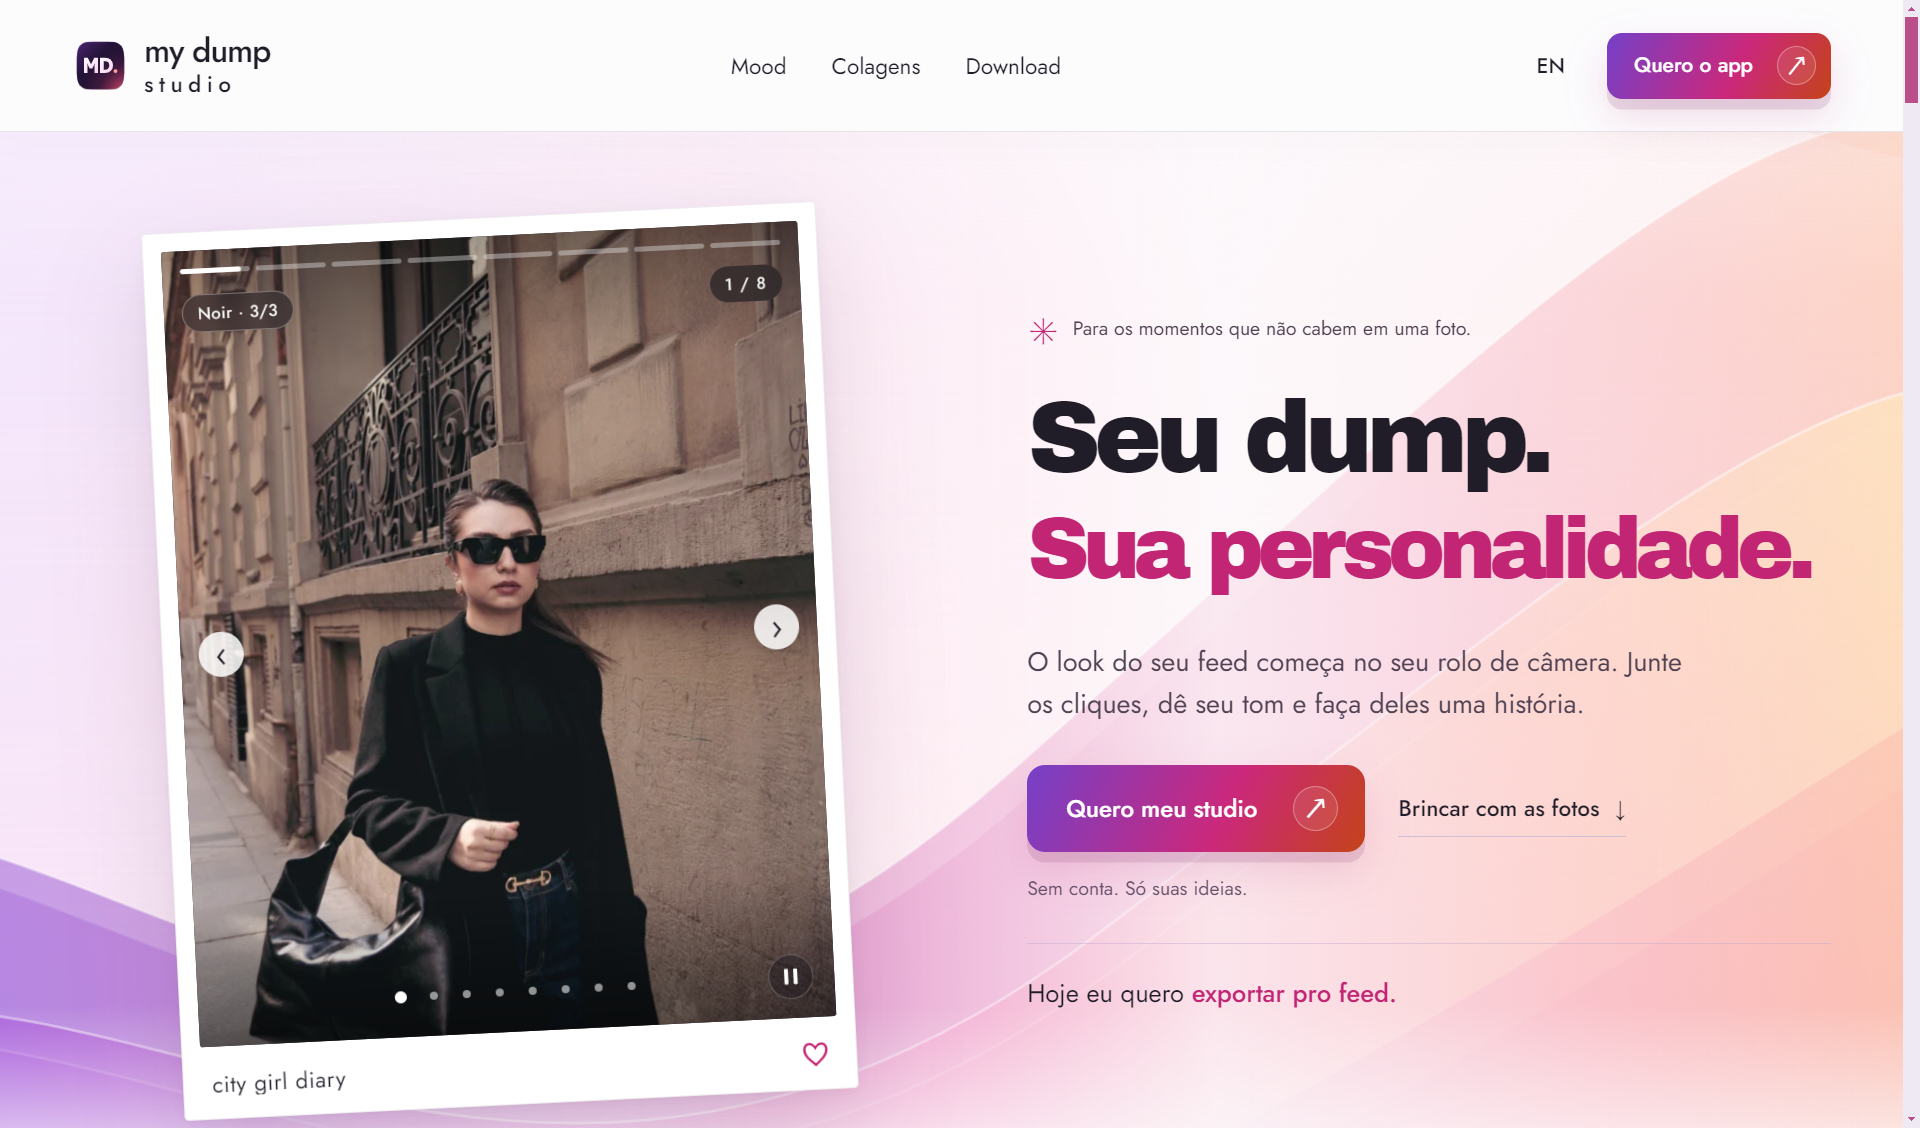 MD.
my dump
studio
Mood
Colagens
Download
EN
Quero o app
Noir · 3/3
1 / 8
city girl diary
Para os momentos que não cabem em uma foto.
Seu dump.
Sua personalidade.
O look do seu feed começa no seu rolo de câmera. Junte
os cliques, dê seu tom e faça deles uma história.
Quero meu studio
Brincar com as fotos
Sem conta. Só suas ideias.
Hoje eu quero exportar pro feed.